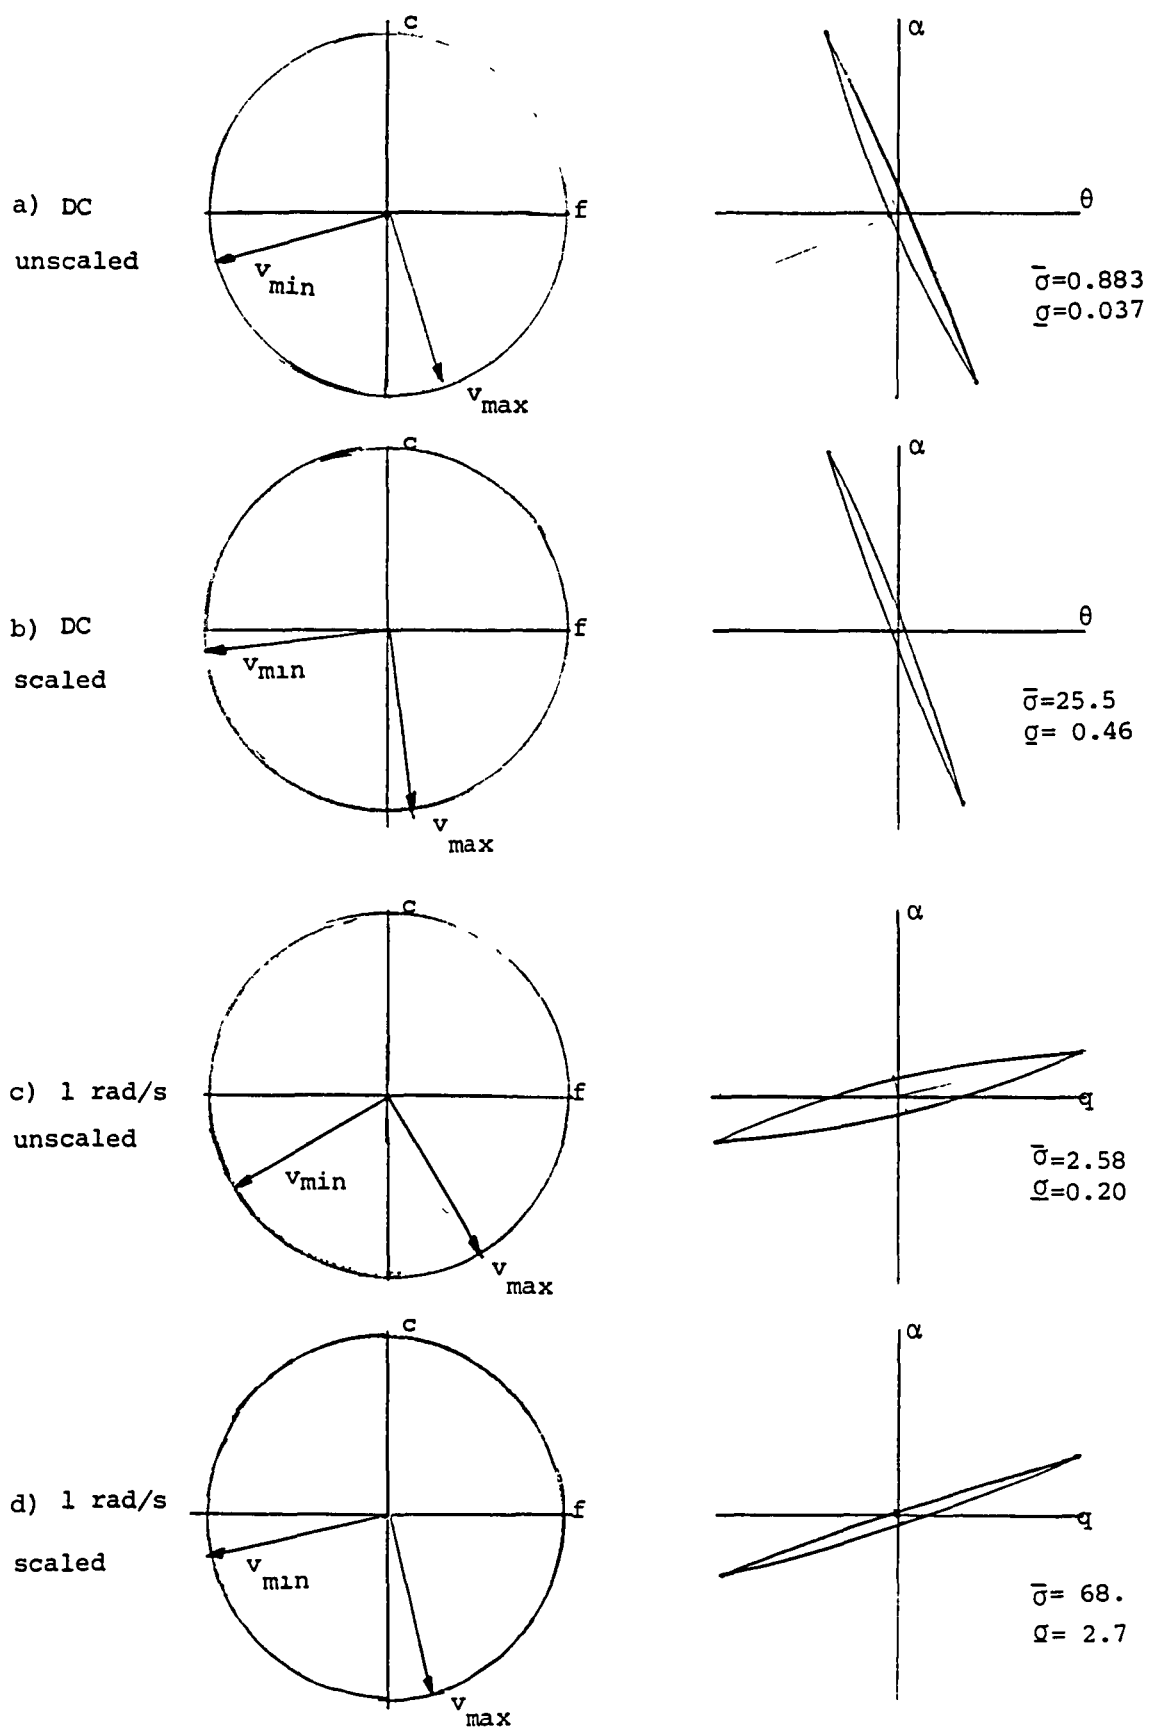 c
α
a) DC
unscaled
f
θ
v min
v max
σ̅=0.883
σ̲=0.037
c
α
b) DC
scaled
f
θ
v min
v max
σ̅=25.5
σ̲= 0.46
c
α
c) 1 rad/s
unscaled
f
q
v min
v max
σ̅=2.58
σ̲=0.20
c
α
d) 1 rad/s
scaled
f
q
v min
v max
σ̅= 68.
σ̲= 2.7